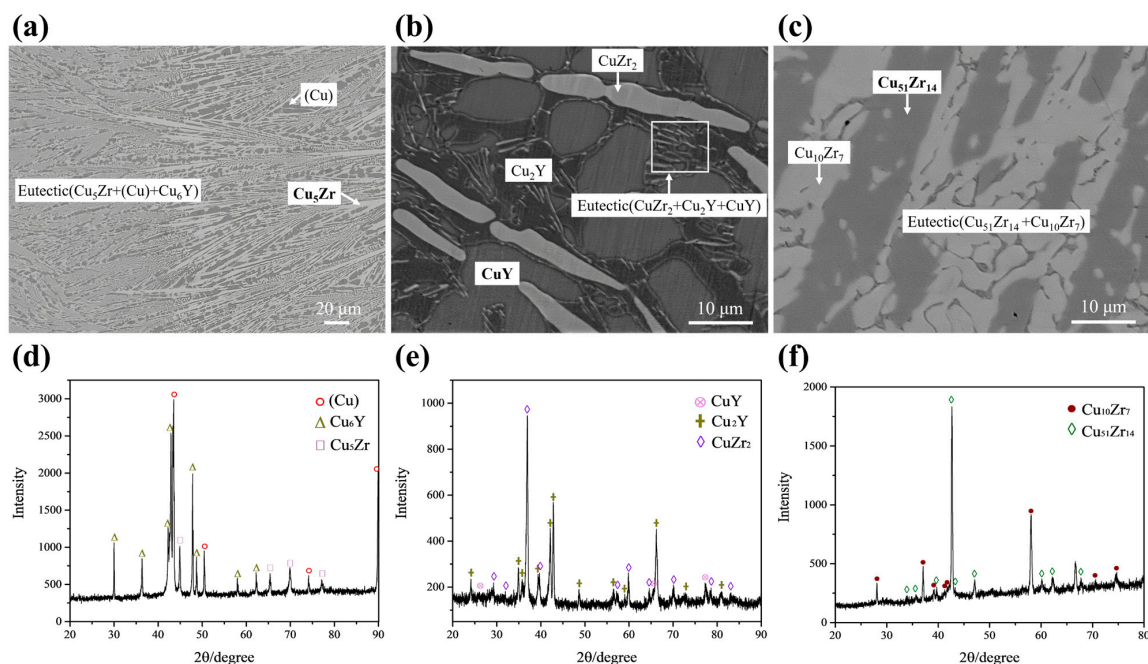 (a)
(Cu)
Eutectic(Cu₅Zr+(Cu)+Cu₆Y)
Cu₅Zr
20 μm
(b)
CuZr₂
Cu₂Y
Eutectic(CuZr₂+Cu₂Y+CuY)
CuY
10 μm
(c)
Cu₅₁Zr₁₄
Cu₁₀Zr₇
Eutectic(Cu₅₁Zr₁₄+Cu₁₀Zr₇)
10 μm
(d)
3000
2500
2000
1500
1000
500
0
Intensity
(Cu)
Cu₆Y
Cu₅Zr
20 30 40 50 60 70 80 90
2θ/degree
(e)
1000
800
600
400
200
0
Intensity
CuY
Cu₂Y
CuZr₂
20 30 40 50 60 70 80 90
2θ/degree
(f)
2000
1500
1000
500
0
Intensity
Cu₁₀Zr₇
Cu₅₁Zr₁₄
20 30 40 50 60 70 80
2θ/degree